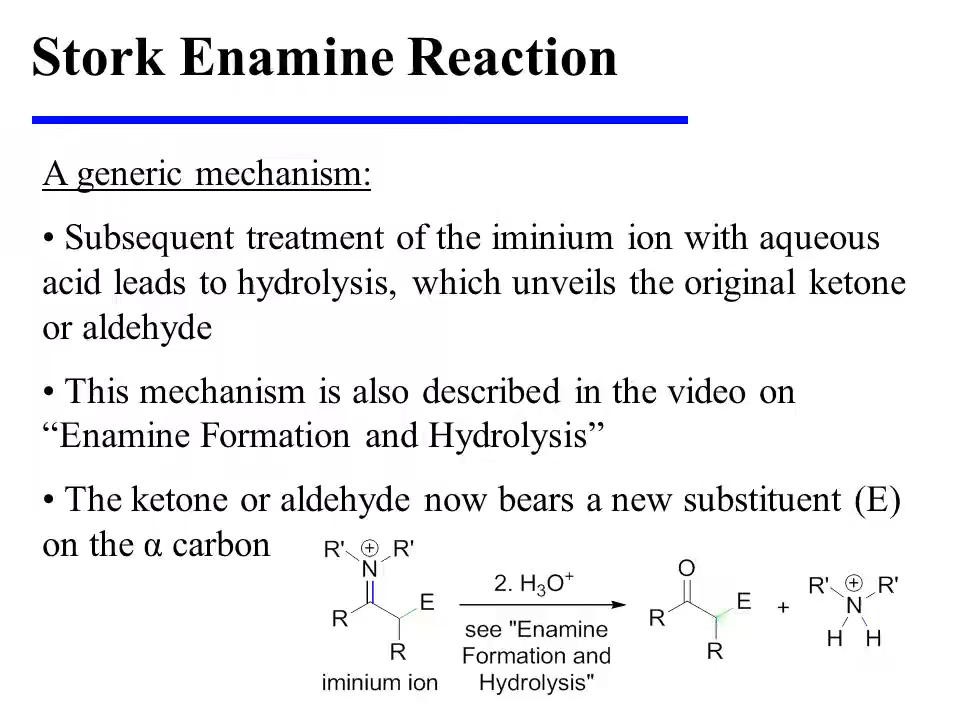 Stork Enamine Reaction
A generic mechanism:
• Subsequent treatment of the iminium ion with aqueous
acid leads to hydrolysis, which unveils the original ketone
or aldehyde
• This mechanism is also described in the video on
“Enamine Formation and Hydrolysis”
• The ketone or aldehyde now bears a new substituent (E)
on the α carbon
R' + R'
N
R E
R
iminium ion
2. H₃O⁺
see "Enamine
Formation and
Hydrolysis"
O
R E
R
+
R' + R'
N
H H